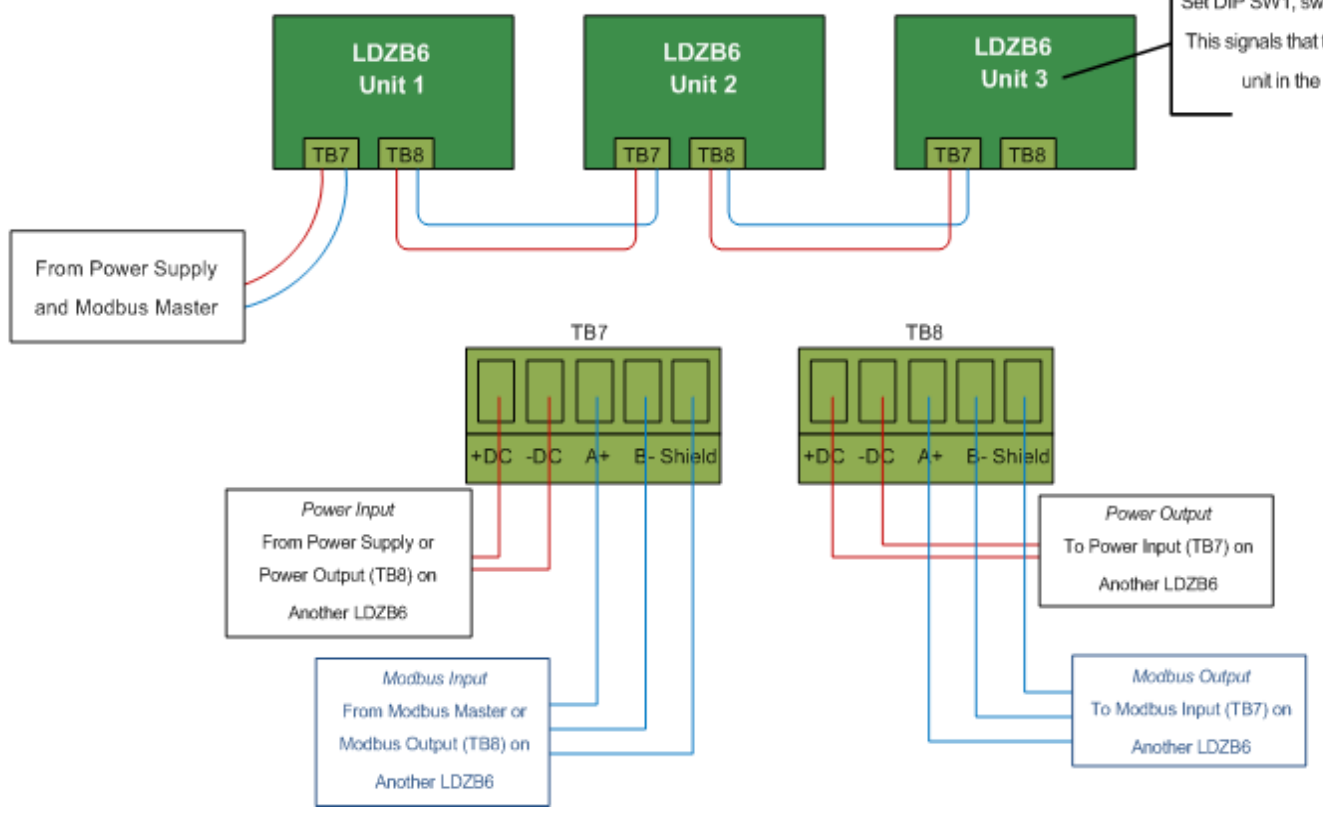 Set DIP SW1, sw
This signals that
unit in the
LDZB6
Unit 1
LDZB6
Unit 2
LDZB6
Unit 3
TB7 TB8
TB7 TB8
TB7 TB8
From Power Supply
and Modbus Master
TB7
+DC -DC A+ B- Shield
TB8
+DC -DC A+ B- Shield
Power Input
From Power Supply or
Power Output (TB8) on
Another LDZB6
Power Output
To Power Input (TB7) on
Another LDZB6
Modbus Input
From Modbus Master or
Modbus Output (TB8) on
Another LDZB6
Modbus Output
To Modbus Input (TB7) on
Another LDZB6